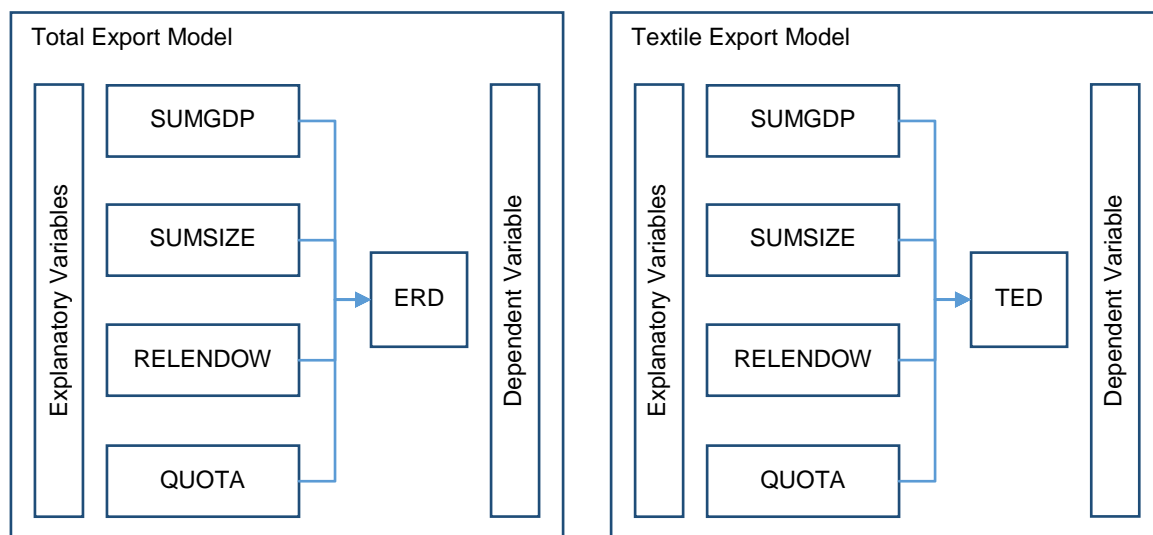 Total Export Model
Explanatory Variables
SUMGDP
SUMSIZE
RELENDOW
QUOTA
ERD
Dependent Variable
Textile Export Model
Explanatory Variables
SUMGDP
SUMSIZE
RELENDOW
QUOTA
TED
Dependent Variable